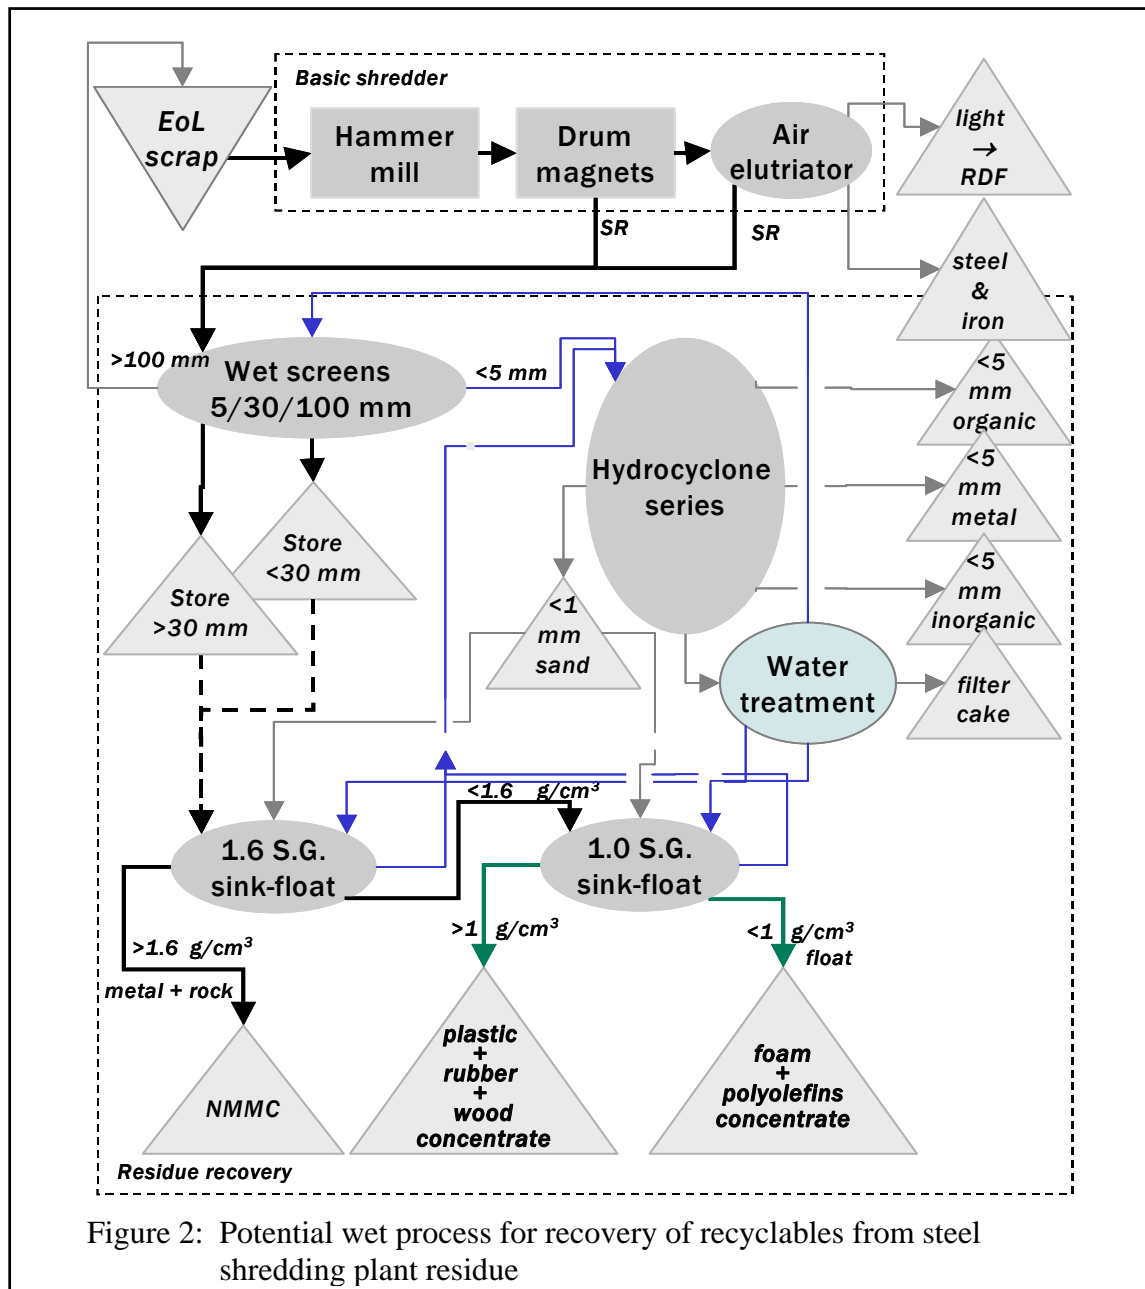 Basic shredder
EoL
scrap
Hammer
mill
Drum
magnets
Air
elutriator
light
→
RDF
SR
SR
steel
&
iron
>100 mm
Wet screens
5/30/100 mm
<5 mm
<5
mm
organic
Hydrocyclone
series
<5
mm
metal
Store
<30 mm
Store
>30 mm
<1
mm
sand
<5
mm
inorganic
Water
treatment
filter
cake
<1.6 g/cm³
1.6 S.G.
sink-float
1.0 S.G.
sink-float
>1.6 g/cm³
metal + rock
>1 g/cm³
<1 g/cm³
float
NMMC
plastic
+
rubber
+
wood
concentrate
foam
+
polyolefins
concentrate
Residue recovery
Figure 2: Potential wet process for recovery of recyclables from steel
shredding plant residue